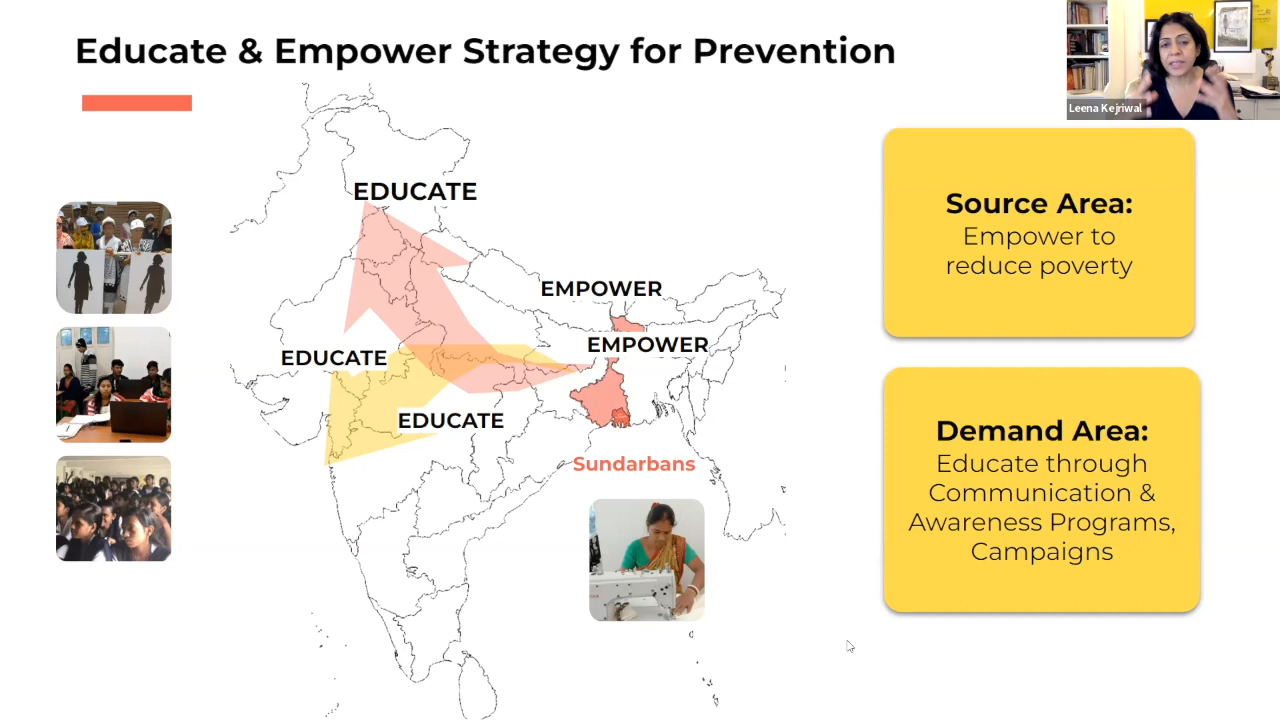 Educate & Empower Strategy for Prevention
Leena Kejriwal
EDUCATE
EMPOWER
EMPOWER
EDUCATE
EDUCATE
Sundarbans
Source Area:
Empower to
reduce poverty
Demand Area:
Educate through
Communication &
Awareness Programs,
Campaigns